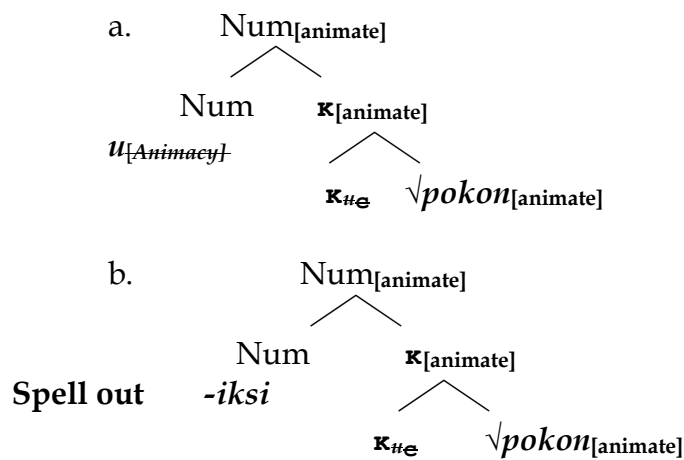 a. Num[animate]
Num ᴋ[animate]
u[Animacy]
ᴋ#e √pokon[animate]
b. Num[animate]
Num ᴋ[animate]
Spell out -iksi
ᴋ#e √pokon[animate]